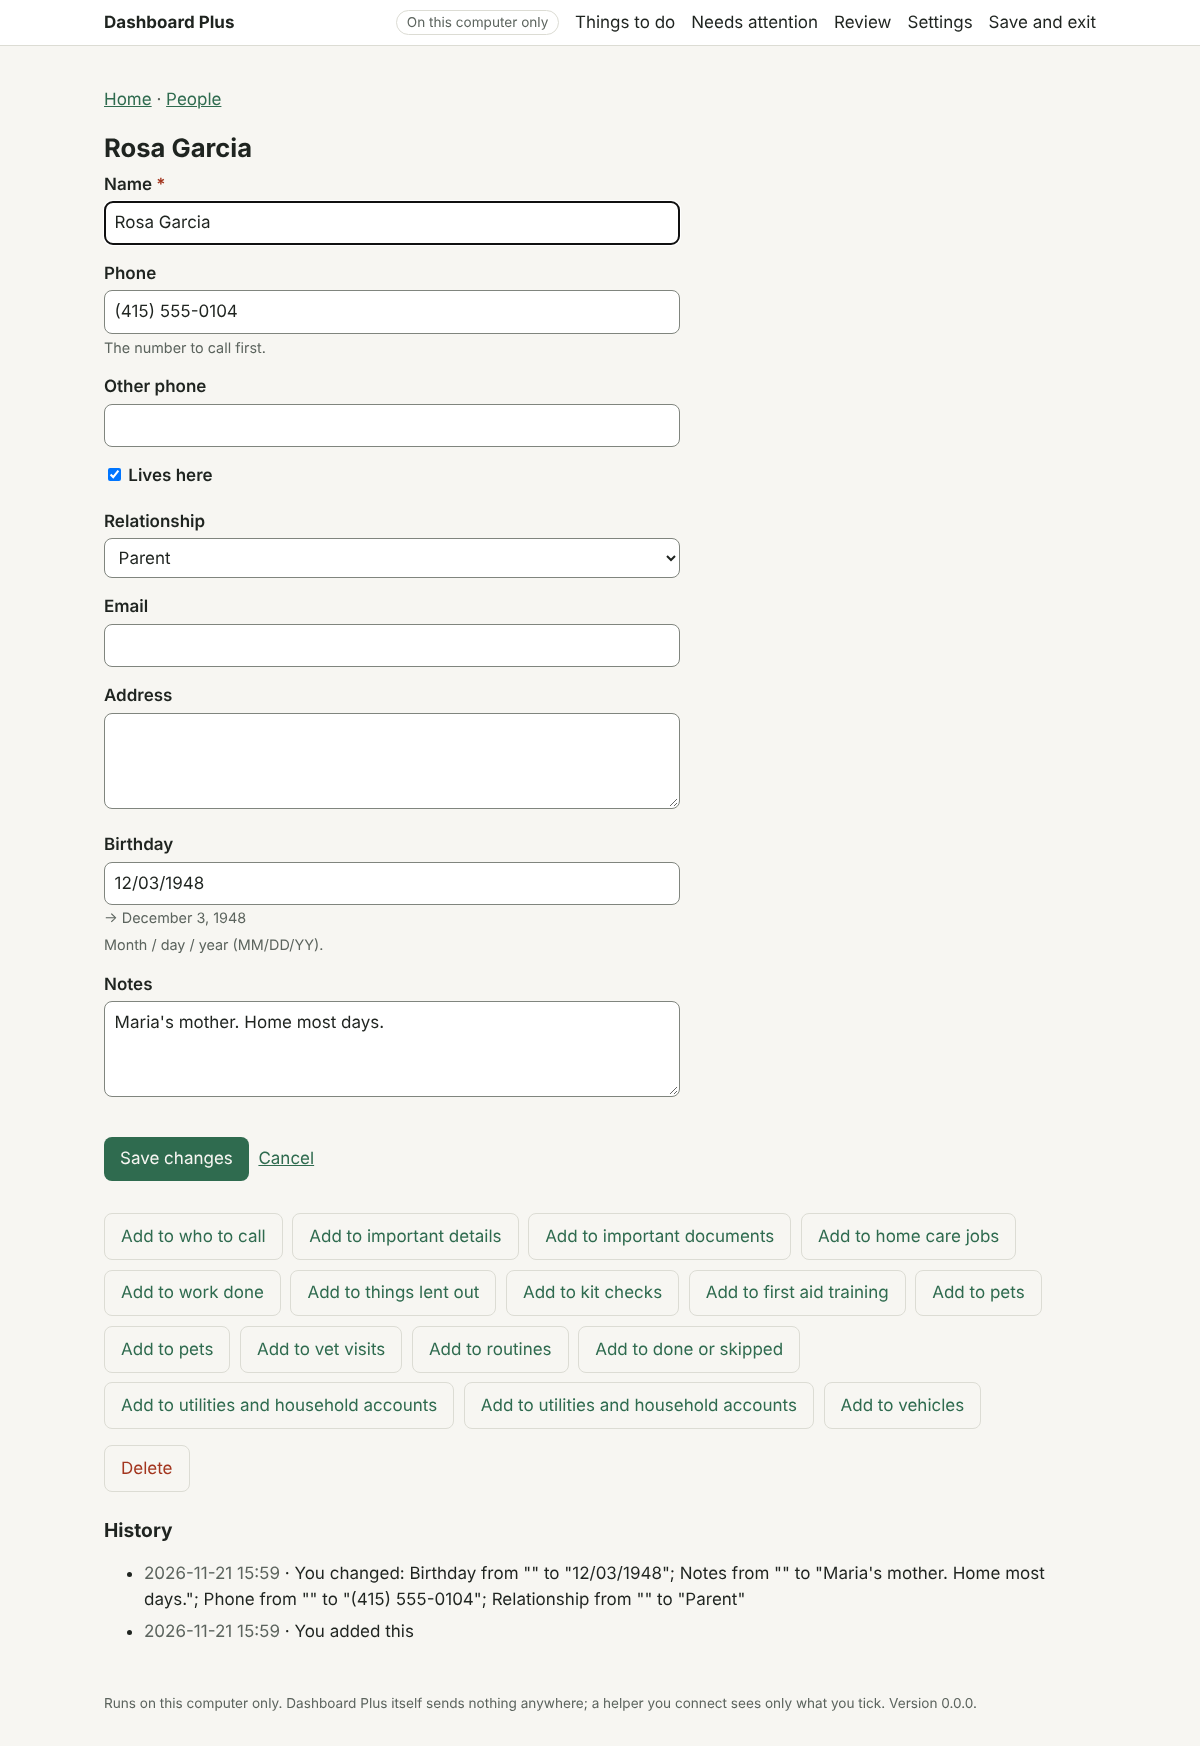 Dashboard Plus
On this computer only
Things to do
Needs attention
Review
Settings
Save and exit
Home · People
Rosa Garcia
Name *
Rosa Garcia
Phone
(415) 555-0104
The number to call first.
Other phone
Lives here
Relationship
Parent
Email
Address
Birthday
12/03/1948
→ December 3, 1948
Month / day / year (MM/DD/YY).
Notes
Maria's mother. Home most days.
Save changes
Cancel
Add to who to call
Add to important details
Add to important documents
Add to home care jobs
Add to work done
Add to things lent out
Add to kit checks
Add to first aid training
Add to pets
Add to pets
Add to vet visits
Add to routines
Add to done or skipped
Add to utilities and household accounts
Add to utilities and household accounts
Add to vehicles
Delete
History
• 2026-11-21 15:59 · You changed: Birthday from "" to "12/03/1948"; Notes from "" to "Maria's mother. Home most
days."; Phone from "" to "(415) 555-0104"; Relationship from "" to "Parent"
• 2026-11-21 15:59 · You added this
Runs on this computer only. Dashboard Plus itself sends nothing anywhere; a helper you connect sees only what you tick. Version 0.0.0.